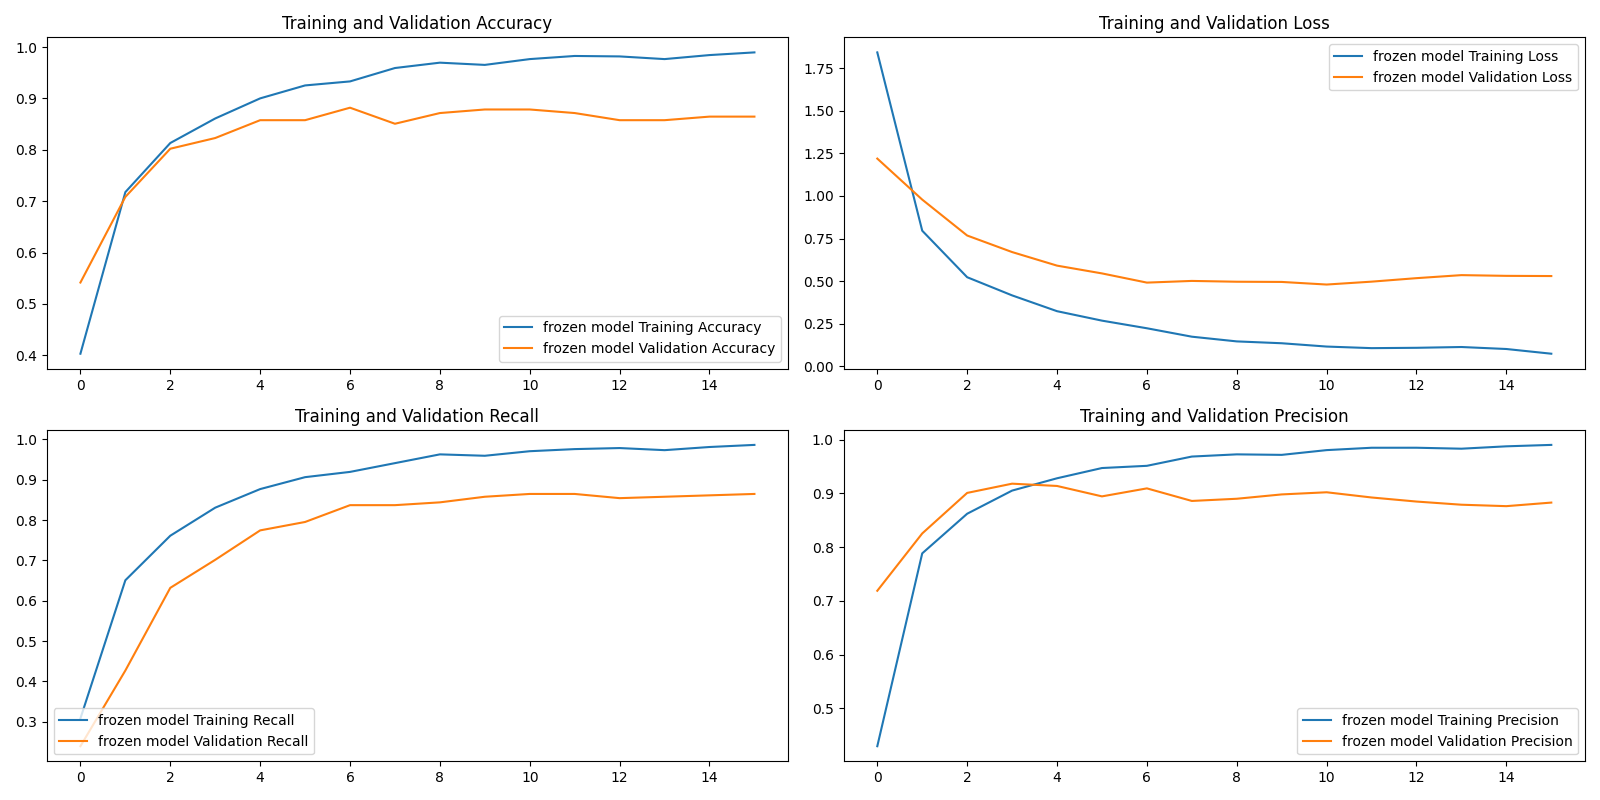 Training and Validation Accuracy
1.0
0.9
0.8
0.7
0.6
0.5
0.4
frozen model Training Accuracy
frozen model Validation Accuracy
0 2 4 6 8 10 12 14
Training and Validation Loss
1.75
1.50
1.25
1.00
0.75
0.50
0.25
0.00
frozen model Training Loss
frozen model Validation Loss
0 2 4 6 8 10 12 14
Training and Validation Recall
1.0
0.9
0.8
0.7
0.6
0.5
0.4
0.3
frozen model Training Recall
frozen model Validation Recall
0 2 4 6 8 10 12 14
Training and Validation Precision
1.0
0.9
0.8
0.7
0.6
0.5
frozen model Training Precision
frozen model Validation Precision
0 2 4 6 8 10 12 14